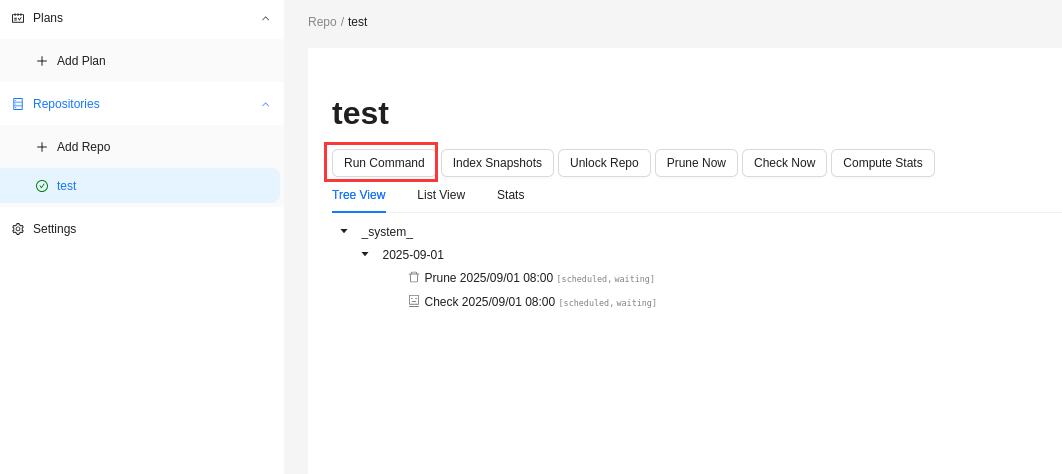 Plans
Add Plan
Repositories
Add Repo
test
Settings
Repo / test
test
Run Command Index Snapshots Unlock Repo Prune Now Check Now Compute Stats
Tree View List View Stats
_system_
2025-09-01
Prune 2025/09/01 08:00 [scheduled, waiting]
Check 2025/09/01 08:00 [scheduled, waiting]